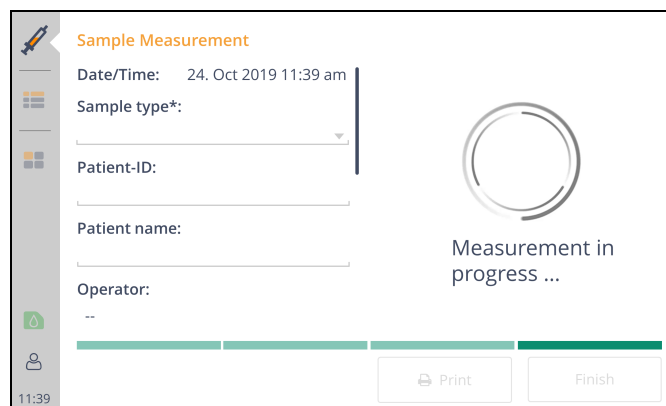 Sample Measurement
Date/Time: 24. Oct 2019 11:39 am
Sample type*:
Patient-ID:
Patient name:
Operator:
--
Measurement in
progress ...
Print
Finish
11:39